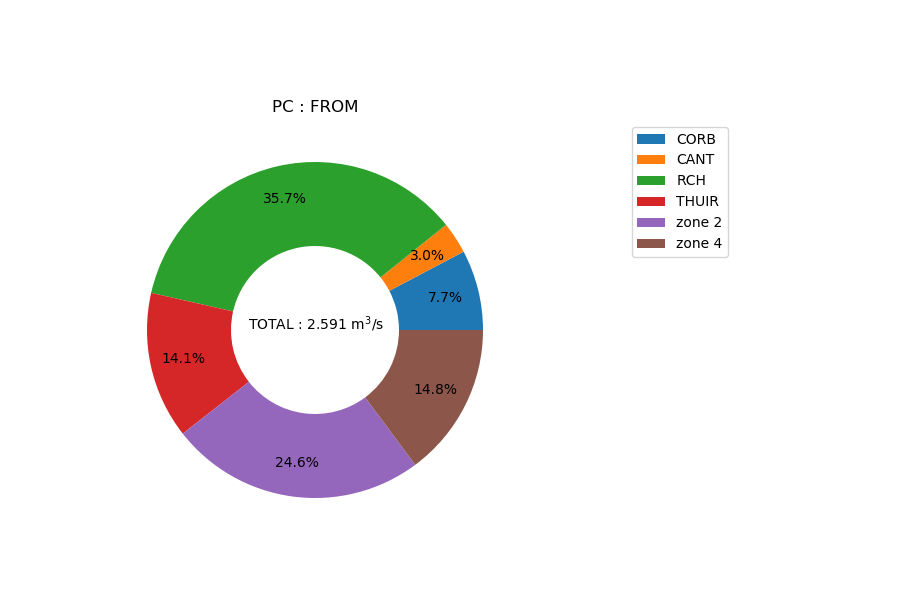 PC : FROM
CORB
CANT
RCH
THUIR
zone 2
zone 4
35.7%
3.0%
7.7%
TOTAL : 2.591 m³/s
14.1%
14.8%
24.6%